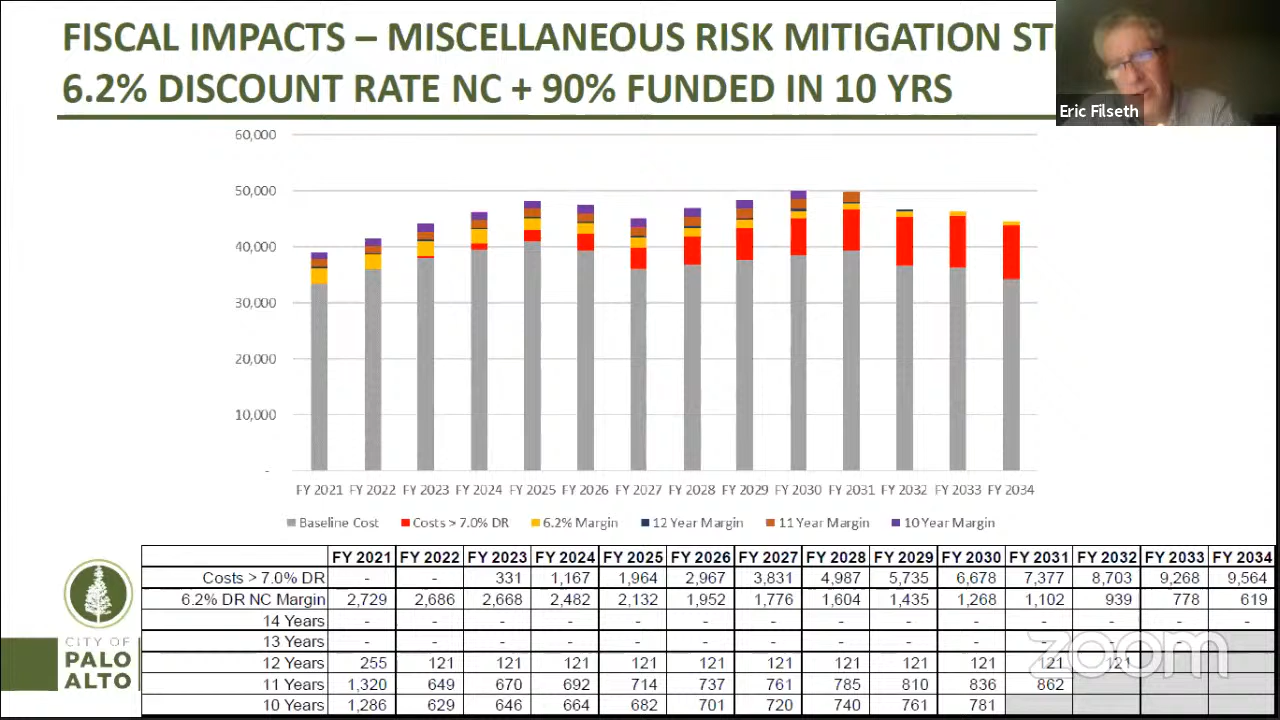 FISCAL IMPACTS – MISCELLANEOUS RISK MITIGATION
6.2% DISCOUNT RATE NC + 90% FUNDED IN 10 YRS
Eric Filseth
60,000
50,000
40,000
30,000
20,000
10,000
-
FY 2021 FY 2022 FY 2023 FY 2024 FY 2025 FY 2026 FY 2027 FY 2028 FY 2029 FY 2030 FY 2031 FY 2032 FY 2033 FY 2034
Baseline Cost Costs > 7.0% DR 6.2% Margin 12 Year Margin 11 Year Margin 10 Year Margin
FY 2021 FY 2022 FY 2023 FY 2024 FY 2025 FY 2026 FY 2027 FY 2028 FY 2029 FY 2030 FY 2031 FY 2032 FY 2033 FY 2034
Costs > 7.0% DR - - 331 1,167 1,964 2,967 3,831 4,987 5,735 6,678 7,377 8,703 9,268 9,564
6.2% DR NC Margin 2,729 2,686 2,668 2,482 2,132 1,952 1,776 1,604 1,435 1,268 1,102 939 778 619
14 Years - - - - - - - - - - - - - -
13 Years - - - - - - - - - - - - -
12 Years 255 121 121 121 121 121 121 121 121 121 121 121
11 Years 1,320 649 670 692 714 737 761 785 810 836 862
10 Years 1,286 629 646 664 682 701 720 740 761 781
CITY OF
PALO
ALTO
zoom